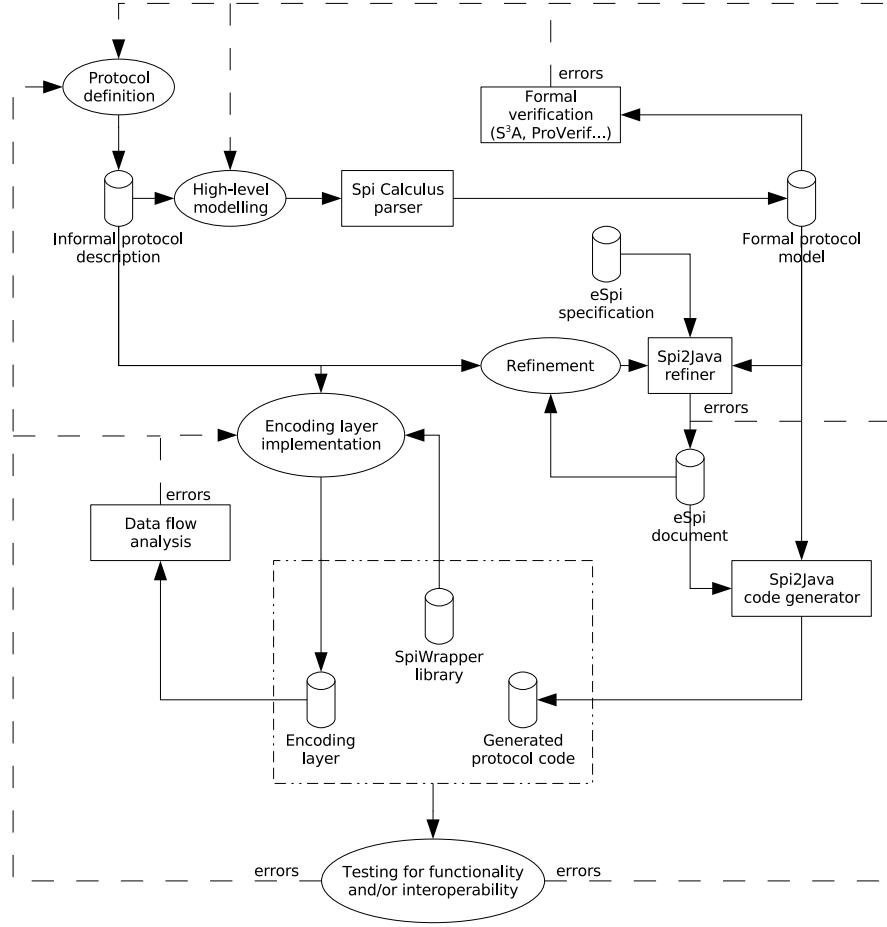 errors
Protocol
definition
Formal
verification
(S³A, ProVerif...)
High-level
modelling
Spi Calculus
parser
Informal protocol
description
Formal protocol
model
eSpi
specification
Refinement
Spi2Java
refiner
errors
Encoding layer
implementation
errors
Data flow
analysis
eSpi
document
Spi2Java
code generator
SpiWrapper
library
Encoding
layer
Generated
protocol code
errors
Testing for functionality
and/or interoperability
errors